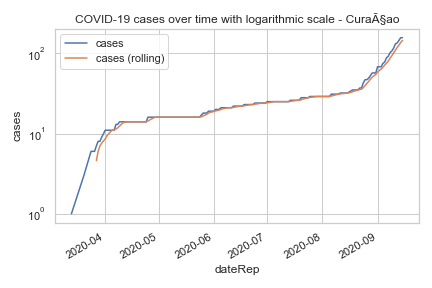 COVID-19 cases over time with logarithmic scale - CuraÃ§ao
cases
cases (rolling)
10²
10¹
10⁰
cases
2020-04
2020-05
2020-06
2020-07
2020-08
2020-09
dateRep